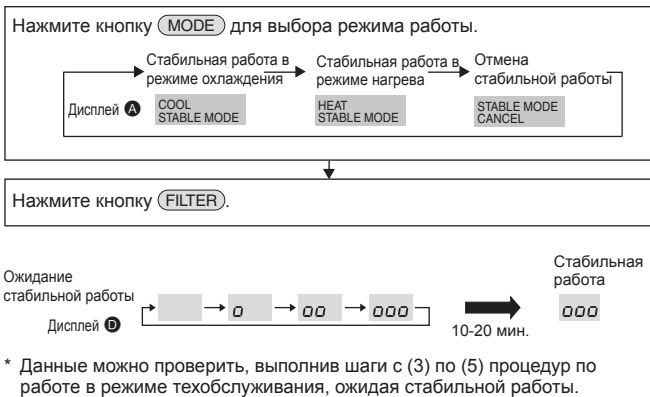 Нажмите кнопку MODE для выбора режима работы.
Стабильная работа в режиме охлаждения
Стабильная работа в режиме нагрева
Отмена стабильной работы
Дисплей A
COOL
STABLE MODE
HEAT
STABLE MODE
STABLE MODE
CANCEL
Нажмите кнопку FILTER.
Ожидание
стабильной работы
Дисплей D
o
oo
ooo
10-20 мин.
Стабильная
работа
ooo
* Данные можно проверить, выполнив шаги с (3) по (5) процедур по
работе в режиме техобслуживания, ожидая стабильной работы.